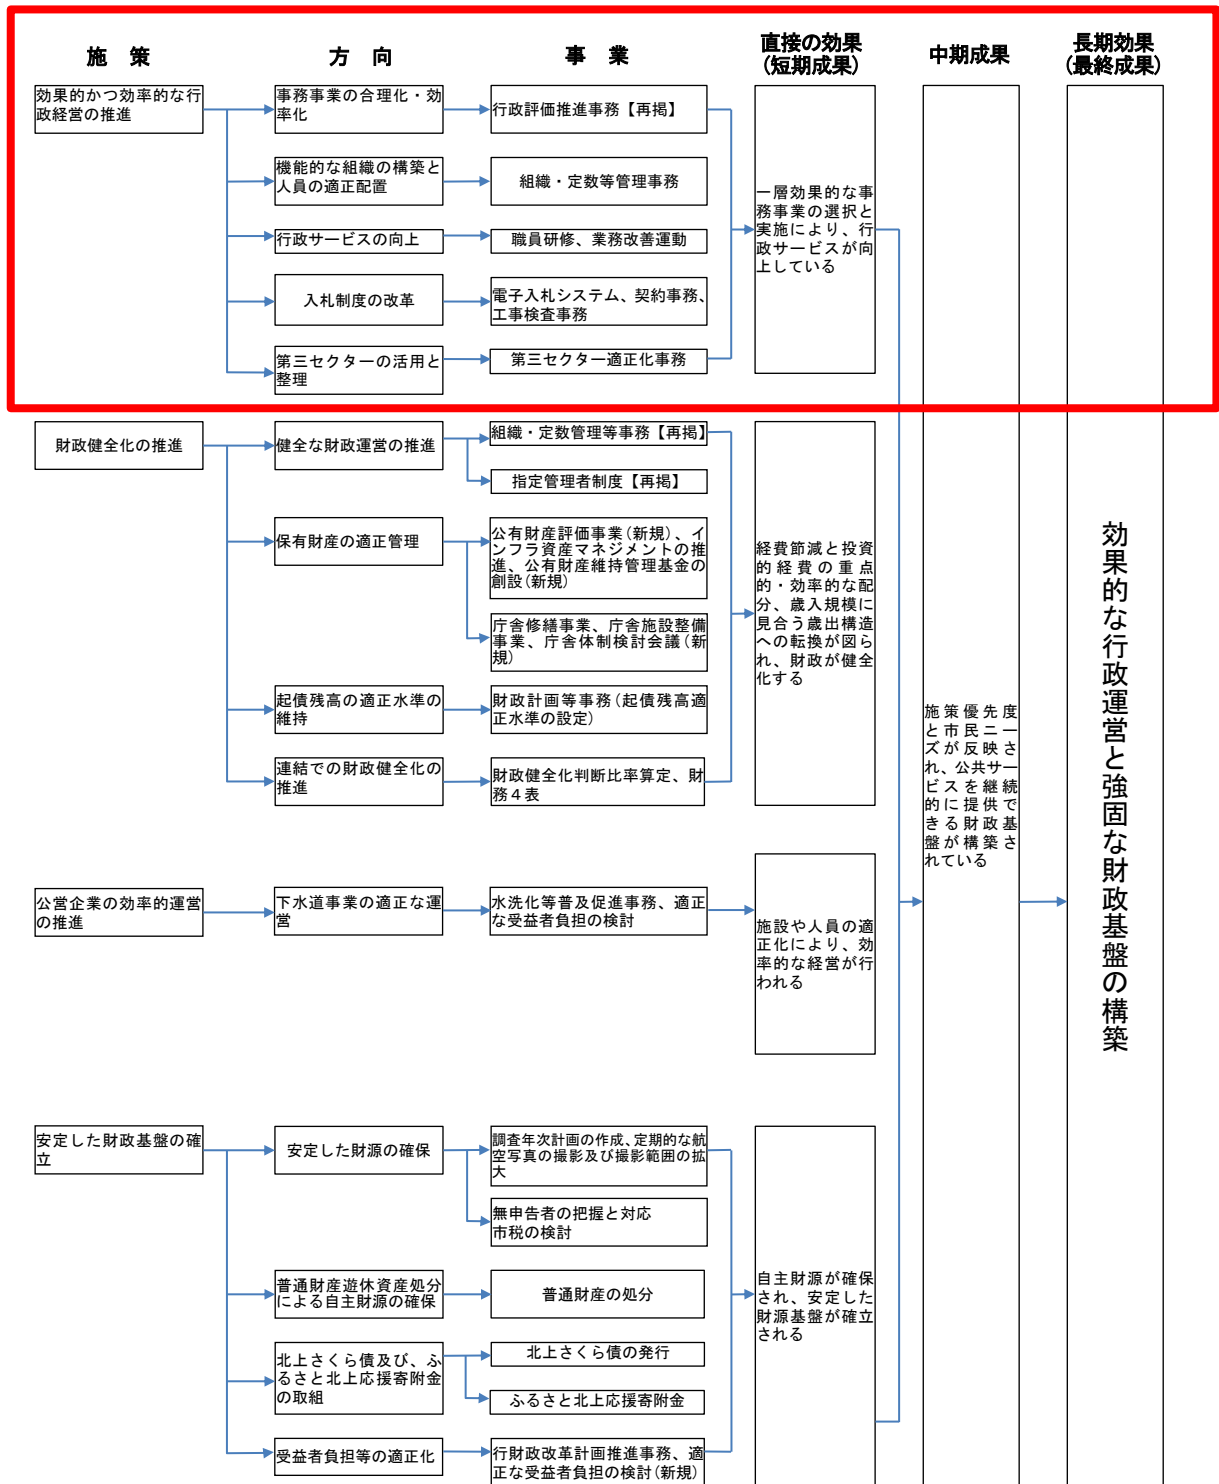 施　策
方　向
事　業
直接の効果
(短期成果)
中期成果
長期効果
(最終成果)
効果的かつ効率的な行
政経営の推進
事務事業の合理化・効
率化
行政評価推進事務【再掲】
機能的な組織の構築と
人員の適正配置
組織・定数等管理事務
行政サービスの向上
職員研修、業務改善運動
入札制度の改革
電子入札システム、契約事務、
工事検査事務
第三セクターの活用と
整理
第三セクター適正化事務
一層効果的な事
務事業の選択と
実施により、行
政サービスが向
上している
財政健全化の推進
健全な財政運営の推進
組織・定数管理等事務【再掲】
指定管理者制度【再掲】
保有財産の適正管理
公有財産評価事業(新規)、イ
ンフラ資産マネジメントの推
進、公有財産維持管理基金の
創設(新規)
庁舎修繕事業、庁舎施設整備
事業、庁舎体制検討会議(新
規)
起債残高の適正水準の
維持
財政計画等事務(起債残高適
正水準の設定)
連結での財政健全化の
推進
財政健全化判断比率算定、財
務４表
経費節減と投資
的経費の重点
的・効率的な配
分、歳入規模に
見合う歳出構造
への転換が図ら
れ、財政が健全
化する
公営企業の効率的運営
の推進
下水道事業の適正な運
営
水洗化等普及促進事務、適正
な受益者負担の検討
施設や人員の適
正化により、効
率的な経営が行
われる
安定した財政基盤の確
立
安定した財源の確保
調査年次計画の作成、定期的な航
空写真の撮影及び撮影範囲の拡
大
無申告者の把握と対応
市税の検討
普通財産遊休資産処分
による自主財源の確保
普通財産の処分
北上さくら債及び、ふ
るさと北上応援寄附金
の取組
北上さくら債の発行
ふるさと北上応援寄附金
受益者負担等の適正化
行財政改革計画推進事務、適
正な受益者負担の検討(新規)
自主財源が確保
され、安定した
財源基盤が確立
される
施策優先度
と市民ニー
ズが反映さ
れ、公共サー
ビスを継続
的に提供で
きる財政基
盤が構築さ
れている
効果的な行政運営と強固な財政基盤の構築